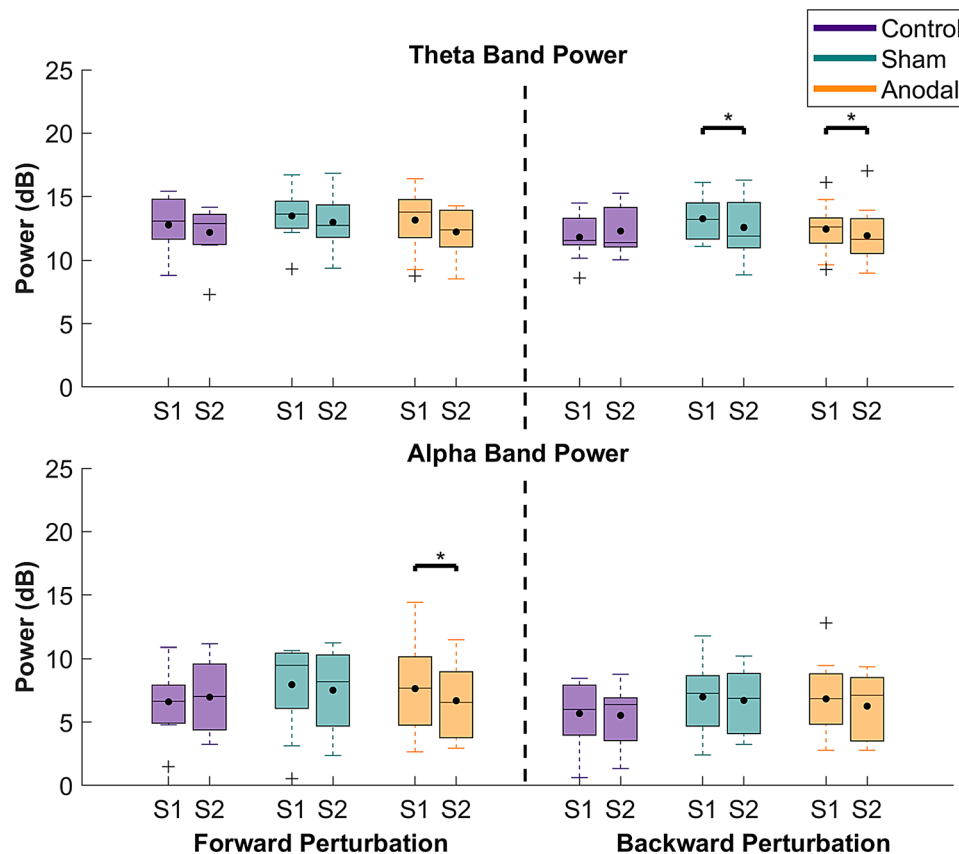 Control
Sham
Anodal
Theta Band Power
25
20
15
10
5
0
Power (dB)
* *
S1 S2 S1 S2 S1 S2 S1 S2 S1 S2 S1 S2
Alpha Band Power
25
20
15
10
5
0
Power (dB)
*
S1 S2 S1 S2 S1 S2 S1 S2 S1 S2 S1 S2
Forward Perturbation Backward Perturbation